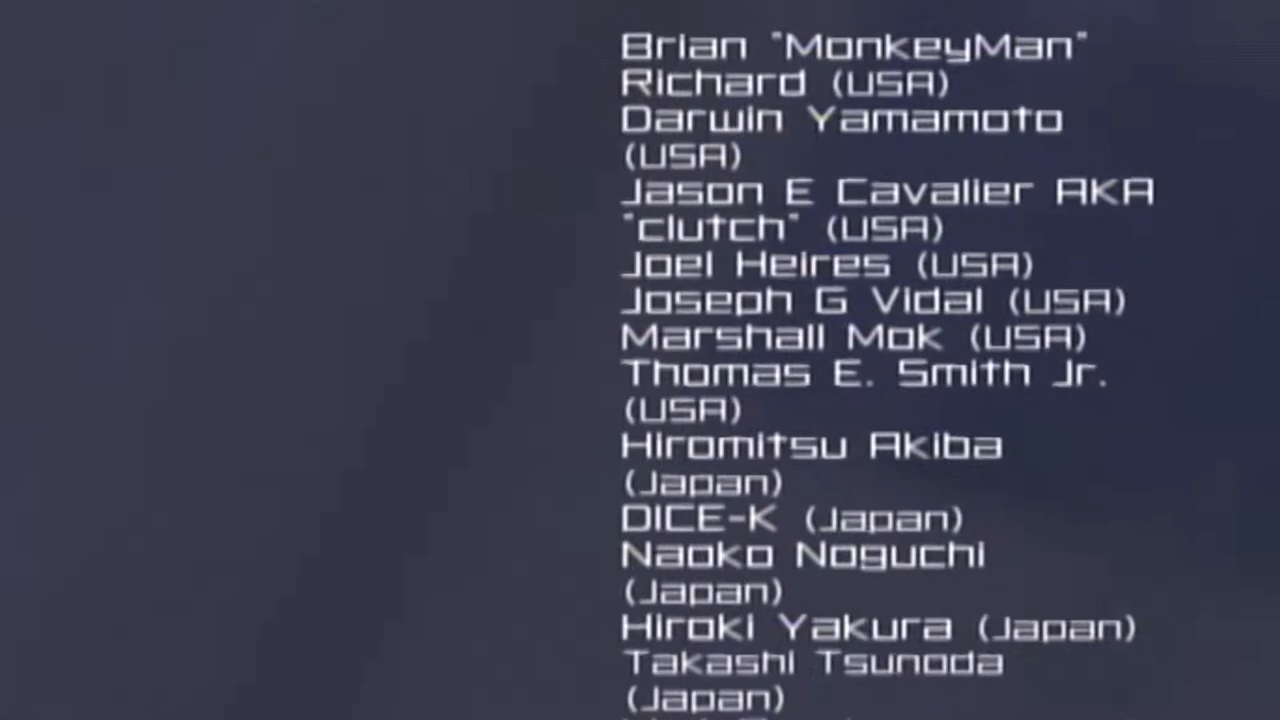 Brian "MonkeyMan"
Richard (USA)
Darwin Yamamoto
(USA)
Jason E Cavalier AKA
"clutch" (USA)
Joel Heires (USA)
Joseph G Vidal (USA)
Marshall Mok (USA)
Thomas E. Smith Jr.
(USA)
Hiromitsu Akiba
(Japan)
DICE-K (Japan)
Naoko Noguchi
(Japan)
Hiroki Yakura (Japan)
Takashi Tsunoda
(Japan)